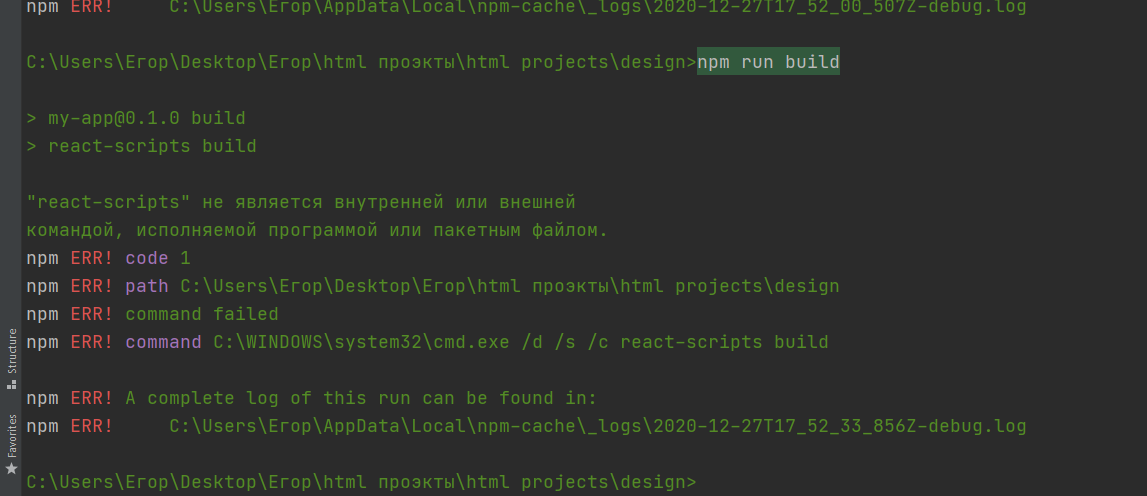 npm ERR!     C:\Users\Егор\AppData\Local\npm-cache\_logs\2020-12-27T17_52_00_507Z-debug.log
C:\Users\Егор\Desktop\Егор\html проэкты\html projects\design>npm run build
> my-app@0.1.0 build
> react-scripts build
"react-scripts" не является внутренней или внешней
командой, исполняемой программой или пакетным файлом.
npm ERR! code 1
npm ERR! path C:\Users\Егор\Desktop\Егор\html проэкты\html projects\design
npm ERR! command failed
npm ERR! command C:\WINDOWS\system32\cmd.exe /d /s /c react-scripts build
npm ERR! A complete log of this run can be found in:
npm ERR!     C:\Users\Егор\AppData\Local\npm-cache\_logs\2020-12-27T17_52_33_856Z-debug.log
C:\Users\Егор\Desktop\Егор\html проэкты\html projects\design>
Structure
Favorites